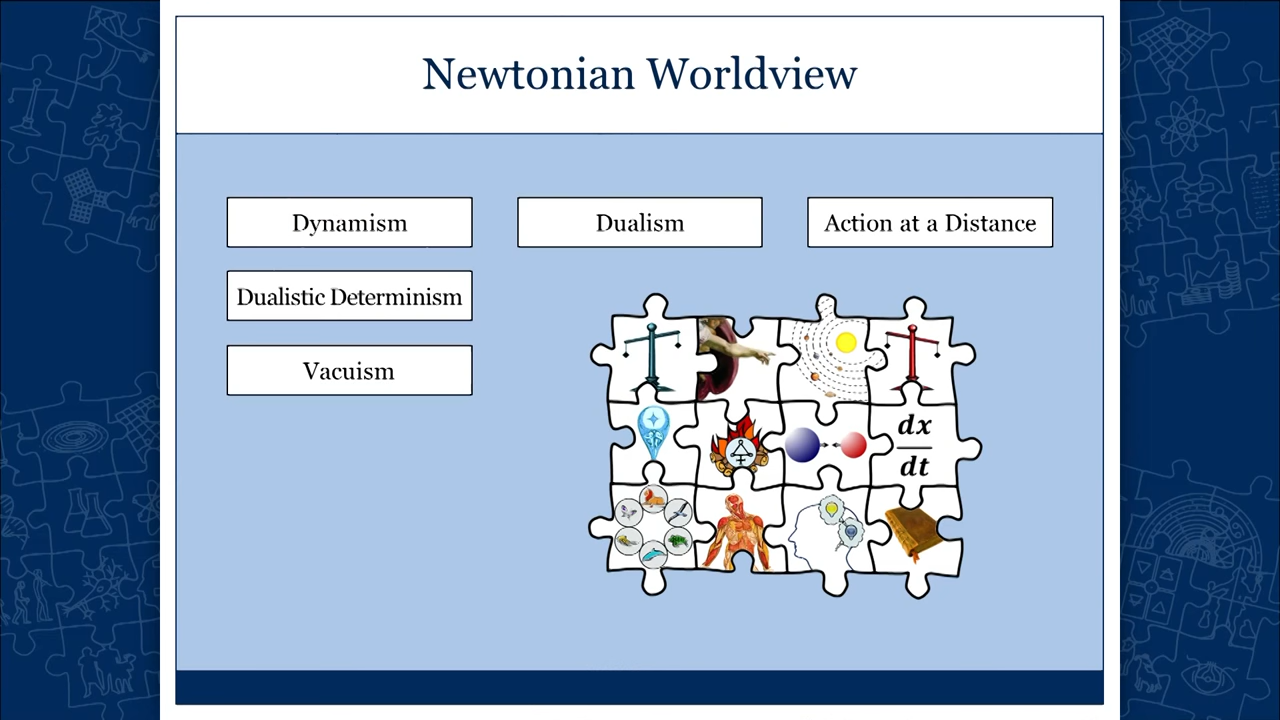 Newtonian Worldview
Dynamism
Dualism
Action at a Distance
Dualistic Determinism
Vacuism
dx
dt